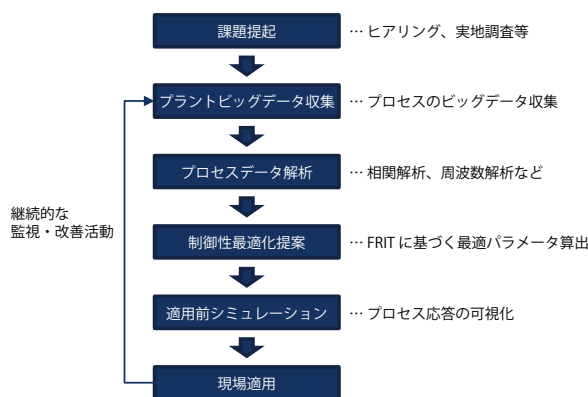 課題提起
… ヒアリング、実地調査等
プラントビッグデータ収集
… プロセスのビッグデータ収集
プロセスデータ解析
… 相関解析、周波数解析など
継続的な
監視・改善活動
制御性最適化提案
… FRIT に基づく最適パラメータ算出
適用前シミュレーション
… プロセス応答の可視化
現場適用